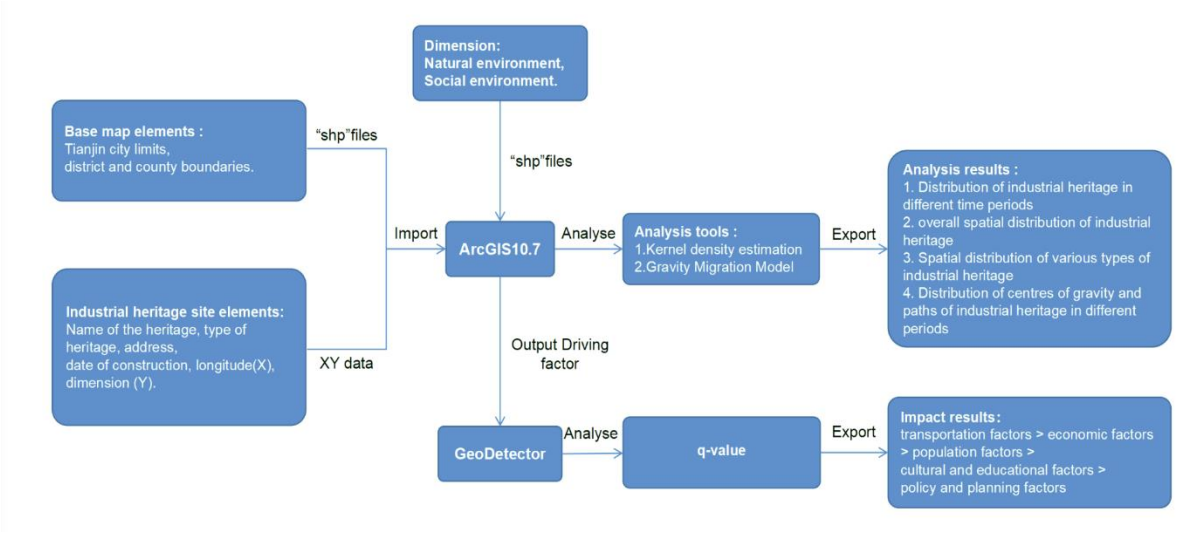 Dimension:
Natural environment,
Social environment.
Base map elements :
Tianjin city limits,
district and county boundaries.
“shp”files
“shp”files
Industrial heritage site elements:
Name of the heritage, type of
heritage, address,
date of construction, longitude(X),
dimension (Y).
XY data
Import
ArcGIS10.7
Analyse
Analysis tools :
1.Kernel density estimation
2.Gravity Migration Model
Export
Analysis results :
1. Distribution of industrial heritage in
different time periods
2. overall spatial distribution of industrial
heritage
3. Spatial distribution of various types of
industrial heritage
4. Distribution of centres of gravity and
paths of industrial heritage in different
periods
Output Driving
factor
GeoDetector
Analyse
q-value
Export
Impact results:
transportation factors > economic factors
> population factors >
cultural and educational factors >
policy and planning factors